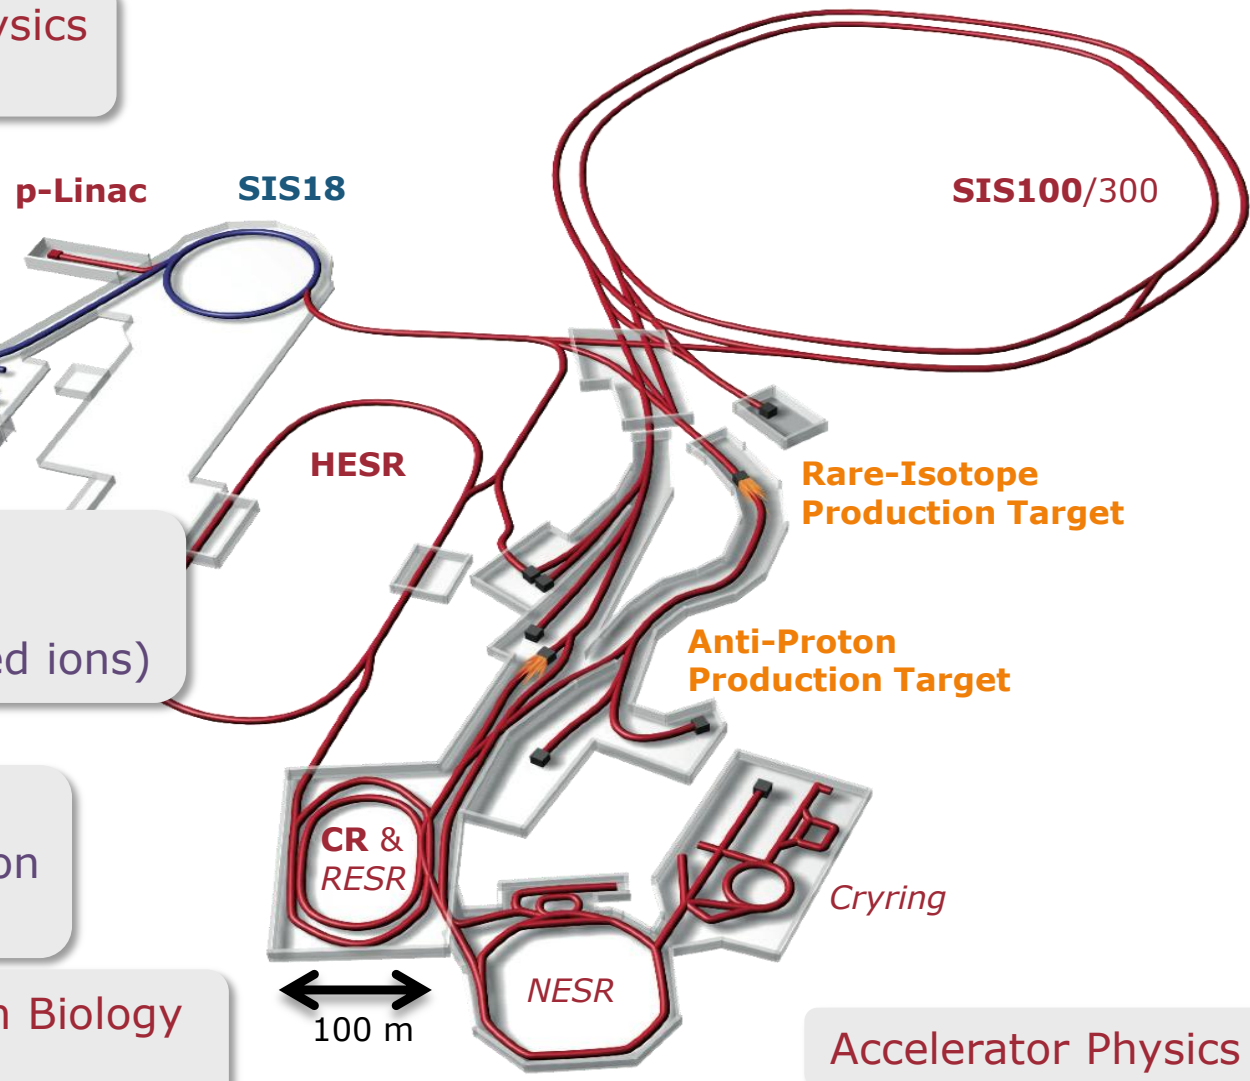 ysics
p-Linac
SIS18
SIS100/300
HESR
Rare-Isotope
Production Target
ed ions)
Anti-Proton
Production Target
CR &
RESR
on
Cryring
NESR
100 m
n Biology
Accelerator Physics